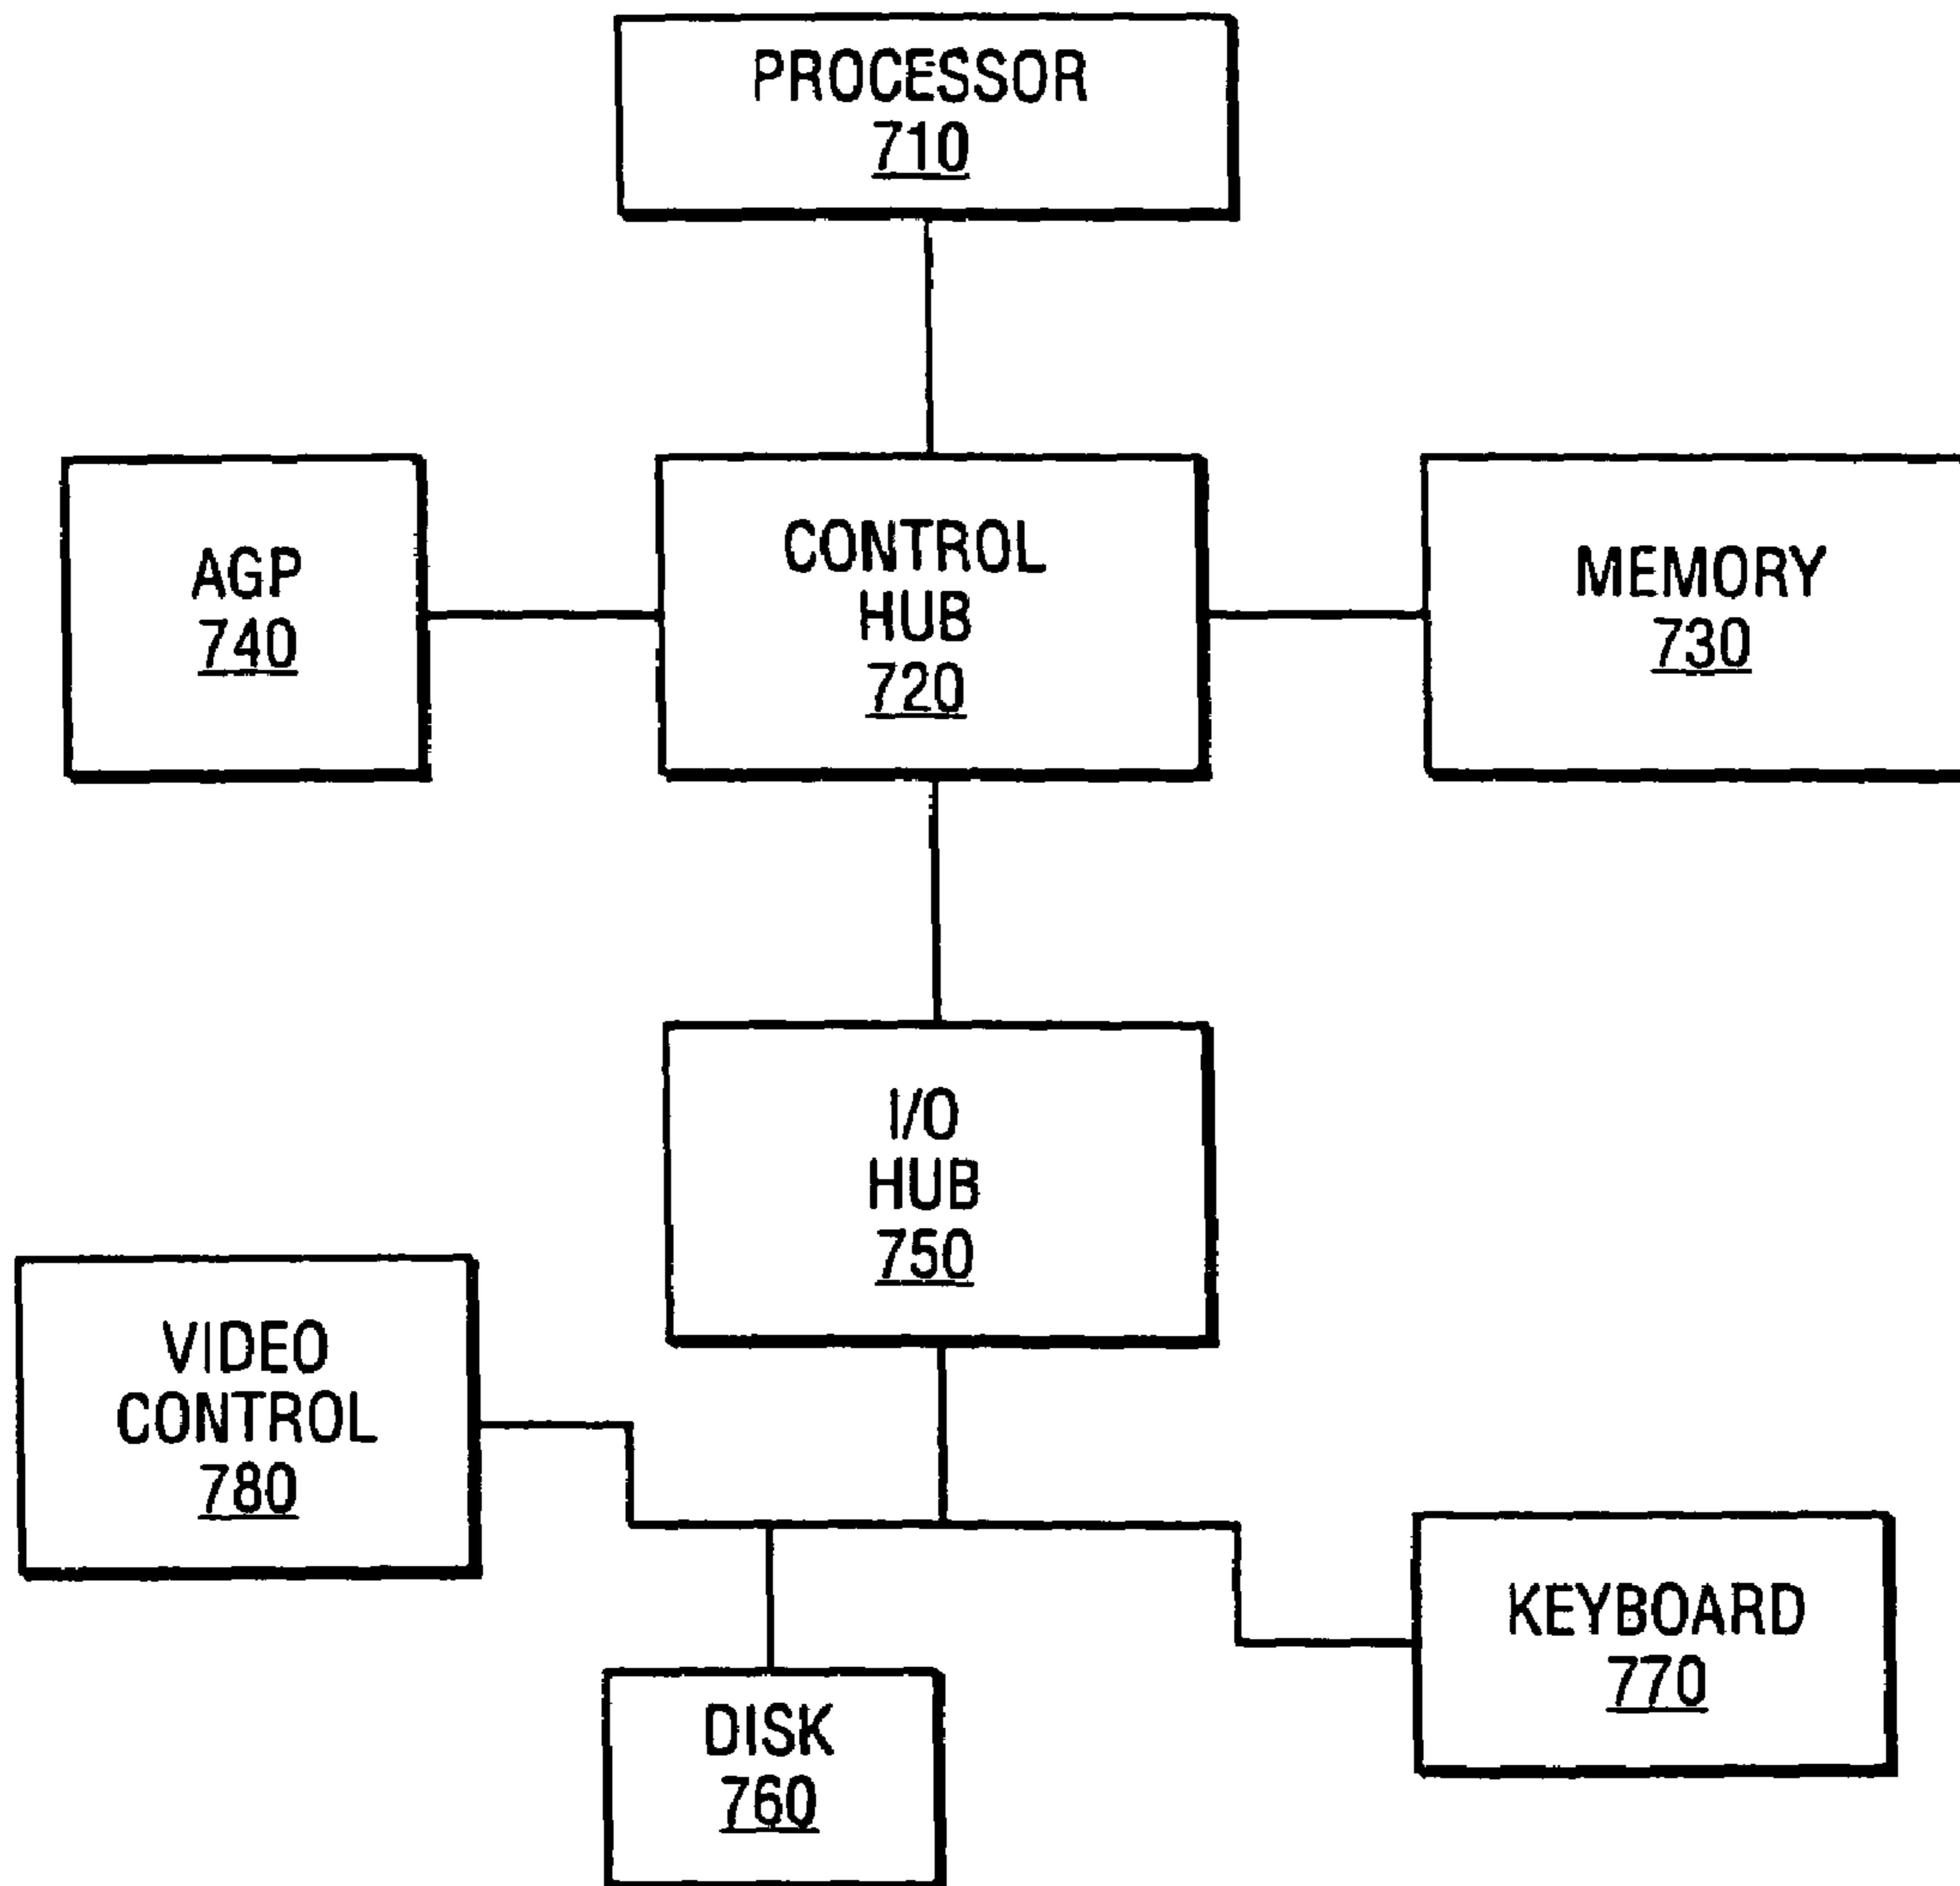 PROCESSOR
710
AGP
740
CONTROL
HUB
720
MEMORY
730
I/O
HUB
750
VIDEO
CONTROL
780
KEYBOARD
770
DISK
760